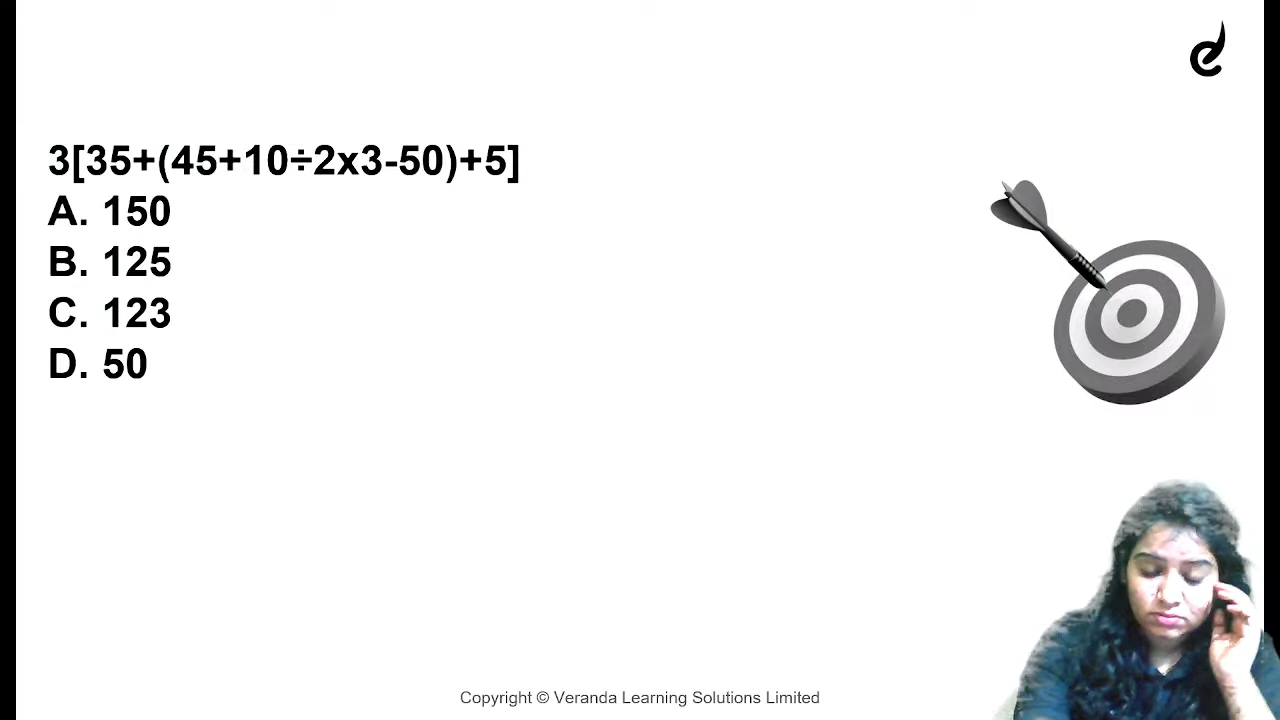 3[35+(45+10÷2x3-50)+5]
A. 150
B. 125
C. 123
D. 50
Copyright © Veranda Learning Solutions Limited